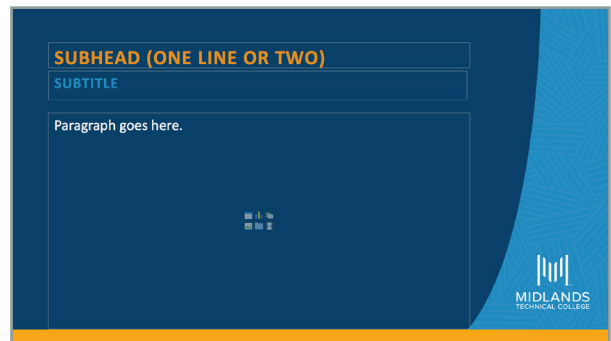 SUBHEAD (ONE LINE OR TWO)
SUBTITLE
Paragraph goes here.
MIDLANDS
TECHNICAL COLLEGE